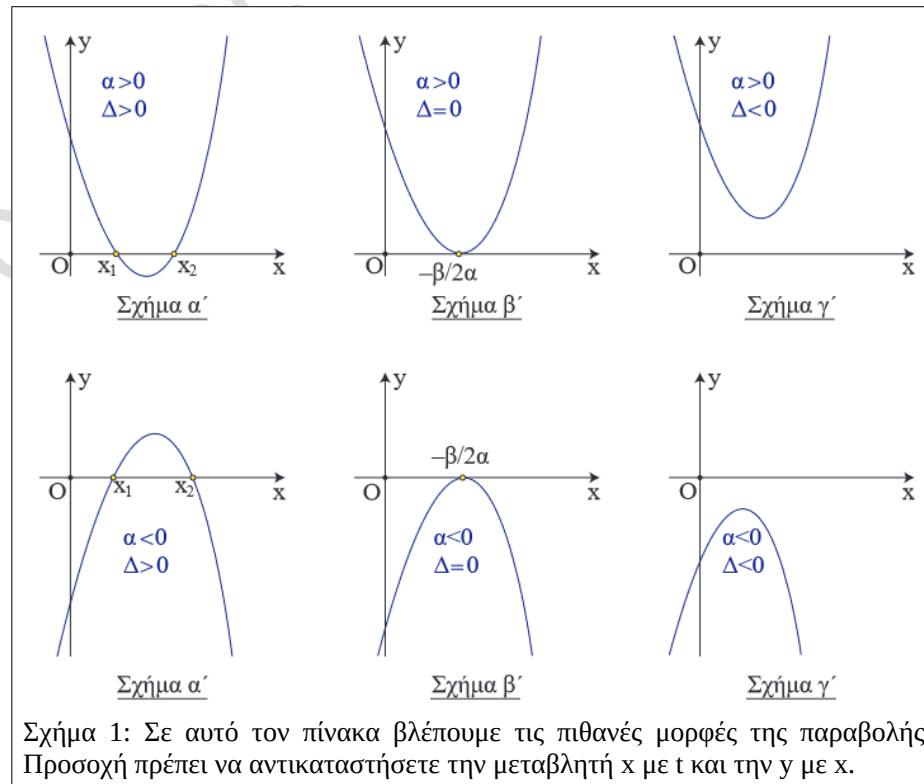 y y y
α>0 α>0 α>0
Δ>0 Δ=0 Δ<0
O x₁ x₂ x O −β/2α x O x
Σχήμα α´ Σχήμα β´ Σχήμα γ´
y y y
−β/2α
O x₁ x₂ x O x O x
α<0 α<0 α<0
Δ>0 Δ=0 Δ<0
Σχήμα α´ Σχήμα β´ Σχήμα γ´
Σχήμα 1: Σε αυτό τον πίνακα βλέπουμε τις πιθανές μορφές της παραβολής
Προσοχή πρέπει να αντικαταστήσετε την μεταβλητή x με t και την y με x.